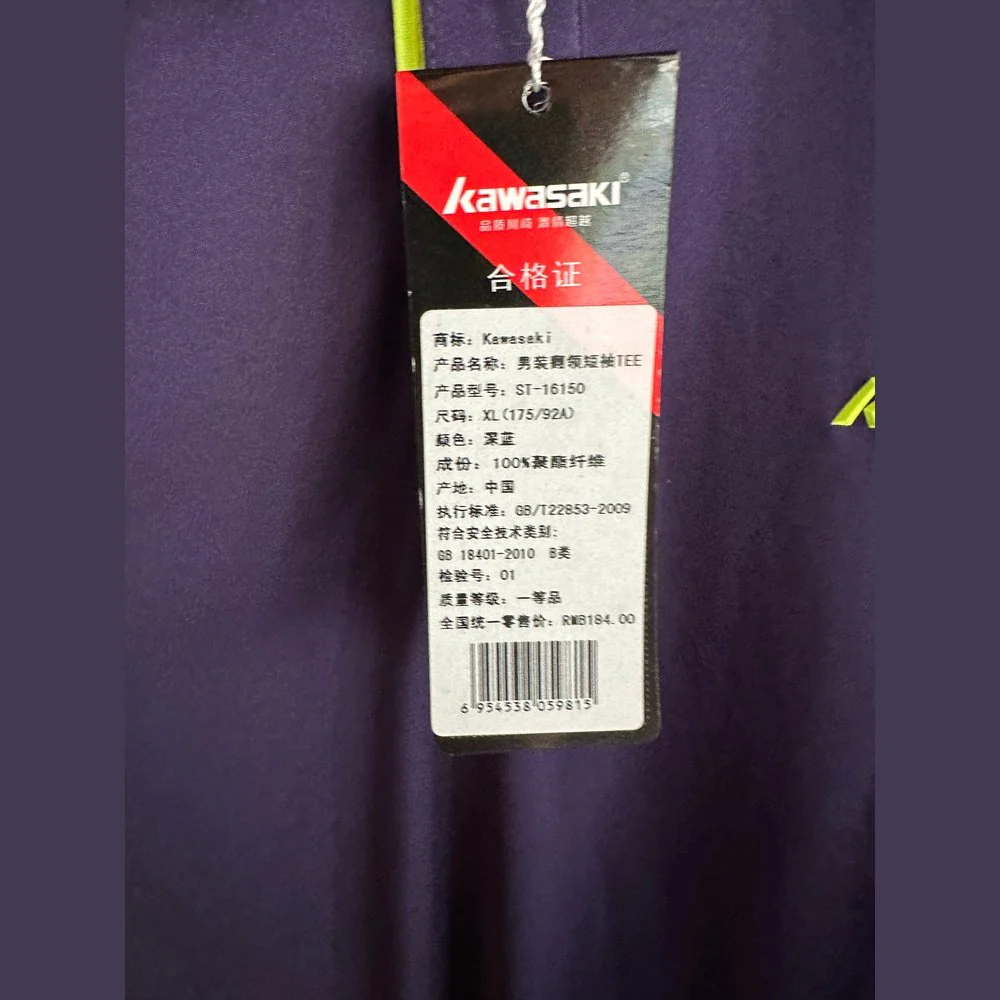 kawasaki®
品质川崎 激情超越
合格证
商标：Kawasaki
产品名称：男装翻领短袖TEE
产品型号：ST-16150
尺码：XL(175/92A)
颜色：深蓝
成份：100%聚酯纤维
产地：中国
执行标准：GB/T22853-2009
符合安全技术类别：
GB 18401-2010 B类
检验号：01
质量等级：一等品
全国统一零售价：RMB184.00
6 954538 059815